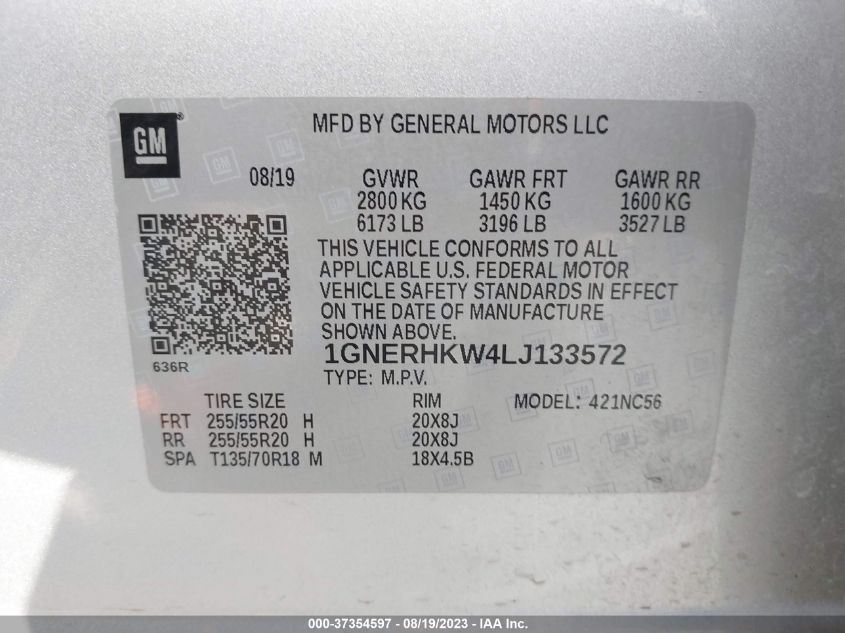 GM
®
MFD BY GENERAL MOTORS LLC
08/19 GVWR GAWR FRT GAWR RR
2800 KG 1450 KG 1600 KG
6173 LB 3196 LB 3527 LB
THIS VEHICLE CONFORMS TO ALL
APPLICABLE U.S. FEDERAL MOTOR
VEHICLE SAFETY STANDARDS IN EFFECT
ON THE DATE OF MANUFACTURE
SHOWN ABOVE.
1GNERHKW4LJ133572
636R
TYPE: M.P.V.
TIRE SIZE RIM MODEL: 421NC56
FRT 255/55R20 H 20X8J
RR 255/55R20 H 20X8J
SPA T135/70R18 M 18X4.5B
000-37354597 - 08/19/2023 - IAA Inc.